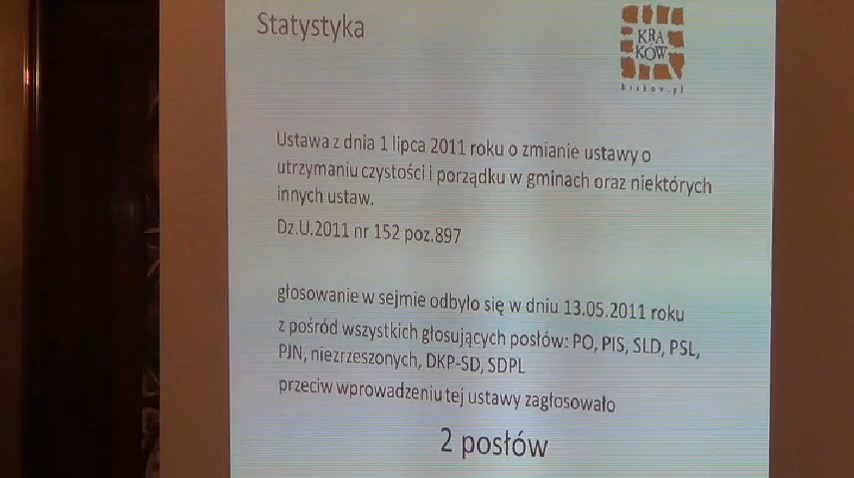 Statystyka
KRA
KOW
krakow.pl
Ustawa z dnia 1 lipca 2011 roku o zmianie ustawy o
utrzymaniu czystości i porządku w gminach oraz niektórych
innych ustaw.
Dz.U.2011 nr 152 poz.897
głosowanie w sejmie odbyło się w dniu 13.05.2011 roku
z pośród wszystkich głosujących posłów: PO, PIS, SLD, PSL,
PJN, niezrzeszonych, DKP-SD, SDPL
przeciw wprowadzeniu tej ustawy zagłosowało
2 posłów